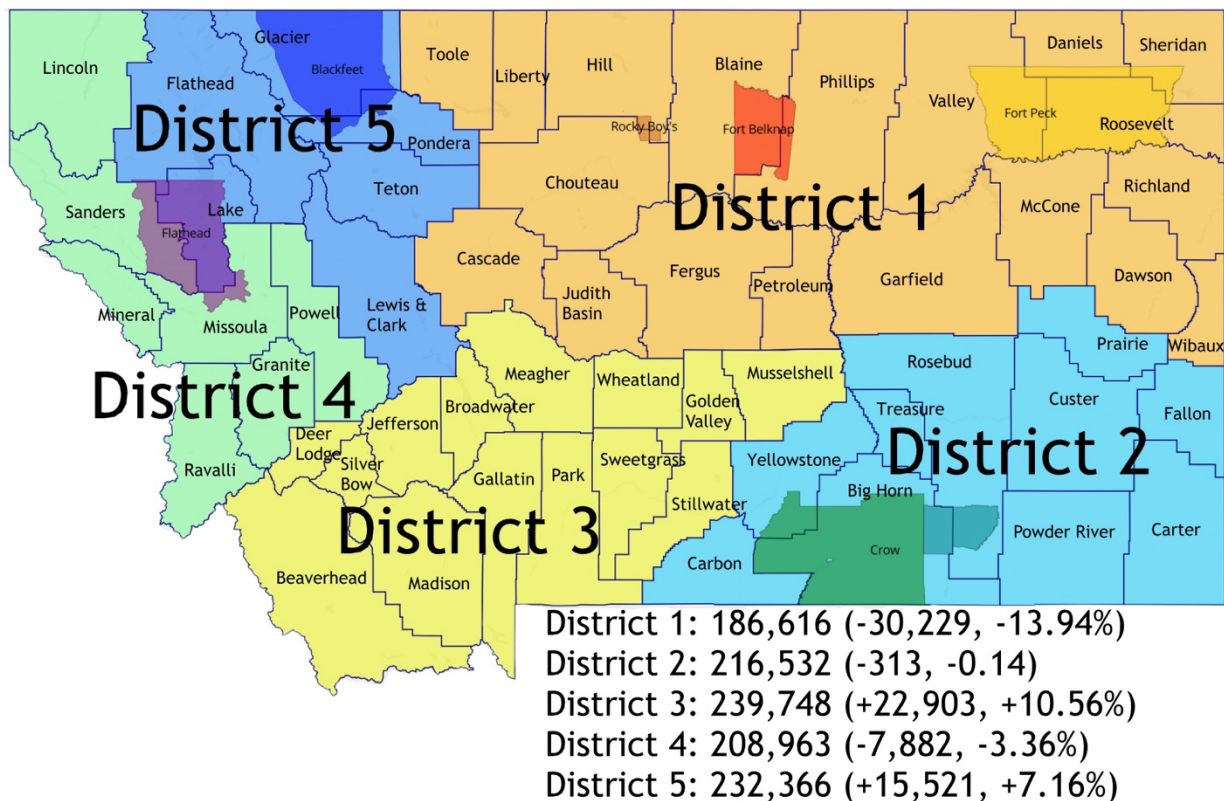 Lincoln
Flathead
Glacier
Blackfeet
Toole
Liberty
Hill
Blaine
Phillips
Valley
Daniels
Sheridan
Fort Peck
Roosevelt
Rocky Boy's
Fort Belknap
District 5
Pondera
Teton
Chouteau
District 1
Richland
McCone
Sanders
Lake
Flathead
Cascade
Judith
Basin
Fergus
Petroleum
Garfield
Dawson
Wibaux
Mineral
Missoula
Powell
Lewis &
Clark
Granite
District 4
Ravalli
Meagher
Wheatland
Golden
Valley
Musselshell
Rosebud
Prairie
Custer
Fallon
Treasure
District 2
Broadwater
Jefferson
Deer
Lodge
Silver
Bow
Gallatin
Park
Sweetgrass
Stillwater
Yellowstone
Big Horn
District 3
Beaverhead
Madison
Carbon
Crow
Powder River
Carter
District 1: 186,616 (-30,229, -13.94%)
District 2: 216,532 (-313, -0.14)
District 3: 239,748 (+22,903, +10.56%)
District 4: 208,963 (-7,882, -3.36%)
District 5: 232,366 (+15,521, +7.16%)